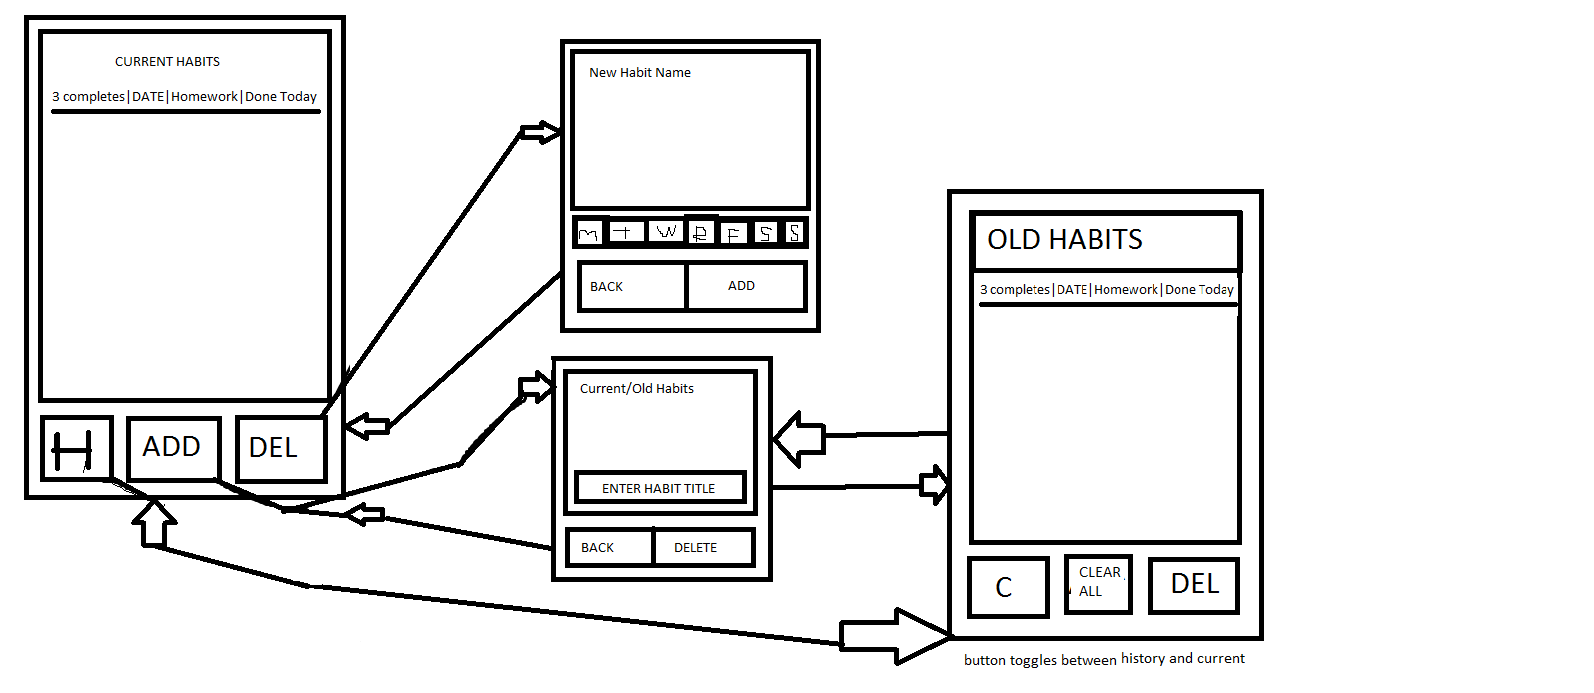 CURRENT HABITS
3 completes|DATE|Homework|Done Today
H
ADD
DEL
New Habit Name
m t w R F S S
BACK
ADD
Current/Old Habits
ENTER HABIT TITLE
BACK
DELETE
OLD HABITS
3 completes|DATE|Homework|Done Today
C
CLEAR
ALL
DEL
button toggles between history and current